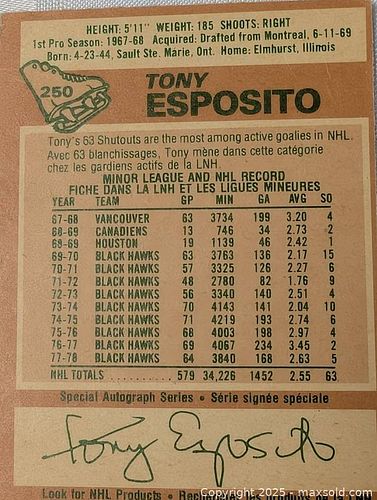 HEIGHT: 5'11" WEIGHT: 185 SHOOTS: RIGHT
1st Pro Season: 1967-68 Acquired: Drafted from Montreal, 6-11-69
Born: 4-23-44, Sault Ste. Marie, Ont. Home: Elmhurst, Illinois
250
TONY
ESPOSITO
Tony's 63 Shutouts are the most among active goalies in NHL.
Avec 63 blanchissages, Tony mène dans cette catégorie
chez les gardiens actifs de la LNH.
MINOR LEAGUE AND NHL RECORD
FICHE DANS LA LNH ET LES LIGUES MINEURES
YEAR TEAM GP MIN GA AVG SO
67-68 VANCOUVER 63 3734 199 3.20 4
68-69 CANADIENS 13 746 34 2.73 2
68-69 HOUSTON 19 1139 46 2.42 1
69-70 BLACK HAWKS 63 3763 136 2.17 15
70-71 BLACK HAWKS 57 3325 126 2.27 6
71-72 BLACK HAWKS 48 2780 82 1.76 9
72-73 BLACK HAWKS 56 3340 140 2.51 4
73-74 BLACK HAWKS 70 4143 141 2.04 10
74-75 BLACK HAWKS 71 4219 193 2.74 6
75-76 BLACK HAWKS 68 4003 198 2.97 4
76-77 BLACK HAWKS 69 4067 234 3.45 2
77-78 BLACK HAWKS 64 3840 168 2.63 5
NHL TOTALS .......... 579 34,226 1452 2.55 63
Special Autograph Series • Série signée spéciale
Tony Esposito
Look for NHL Products •
Copyright 2025 - maxsold.com